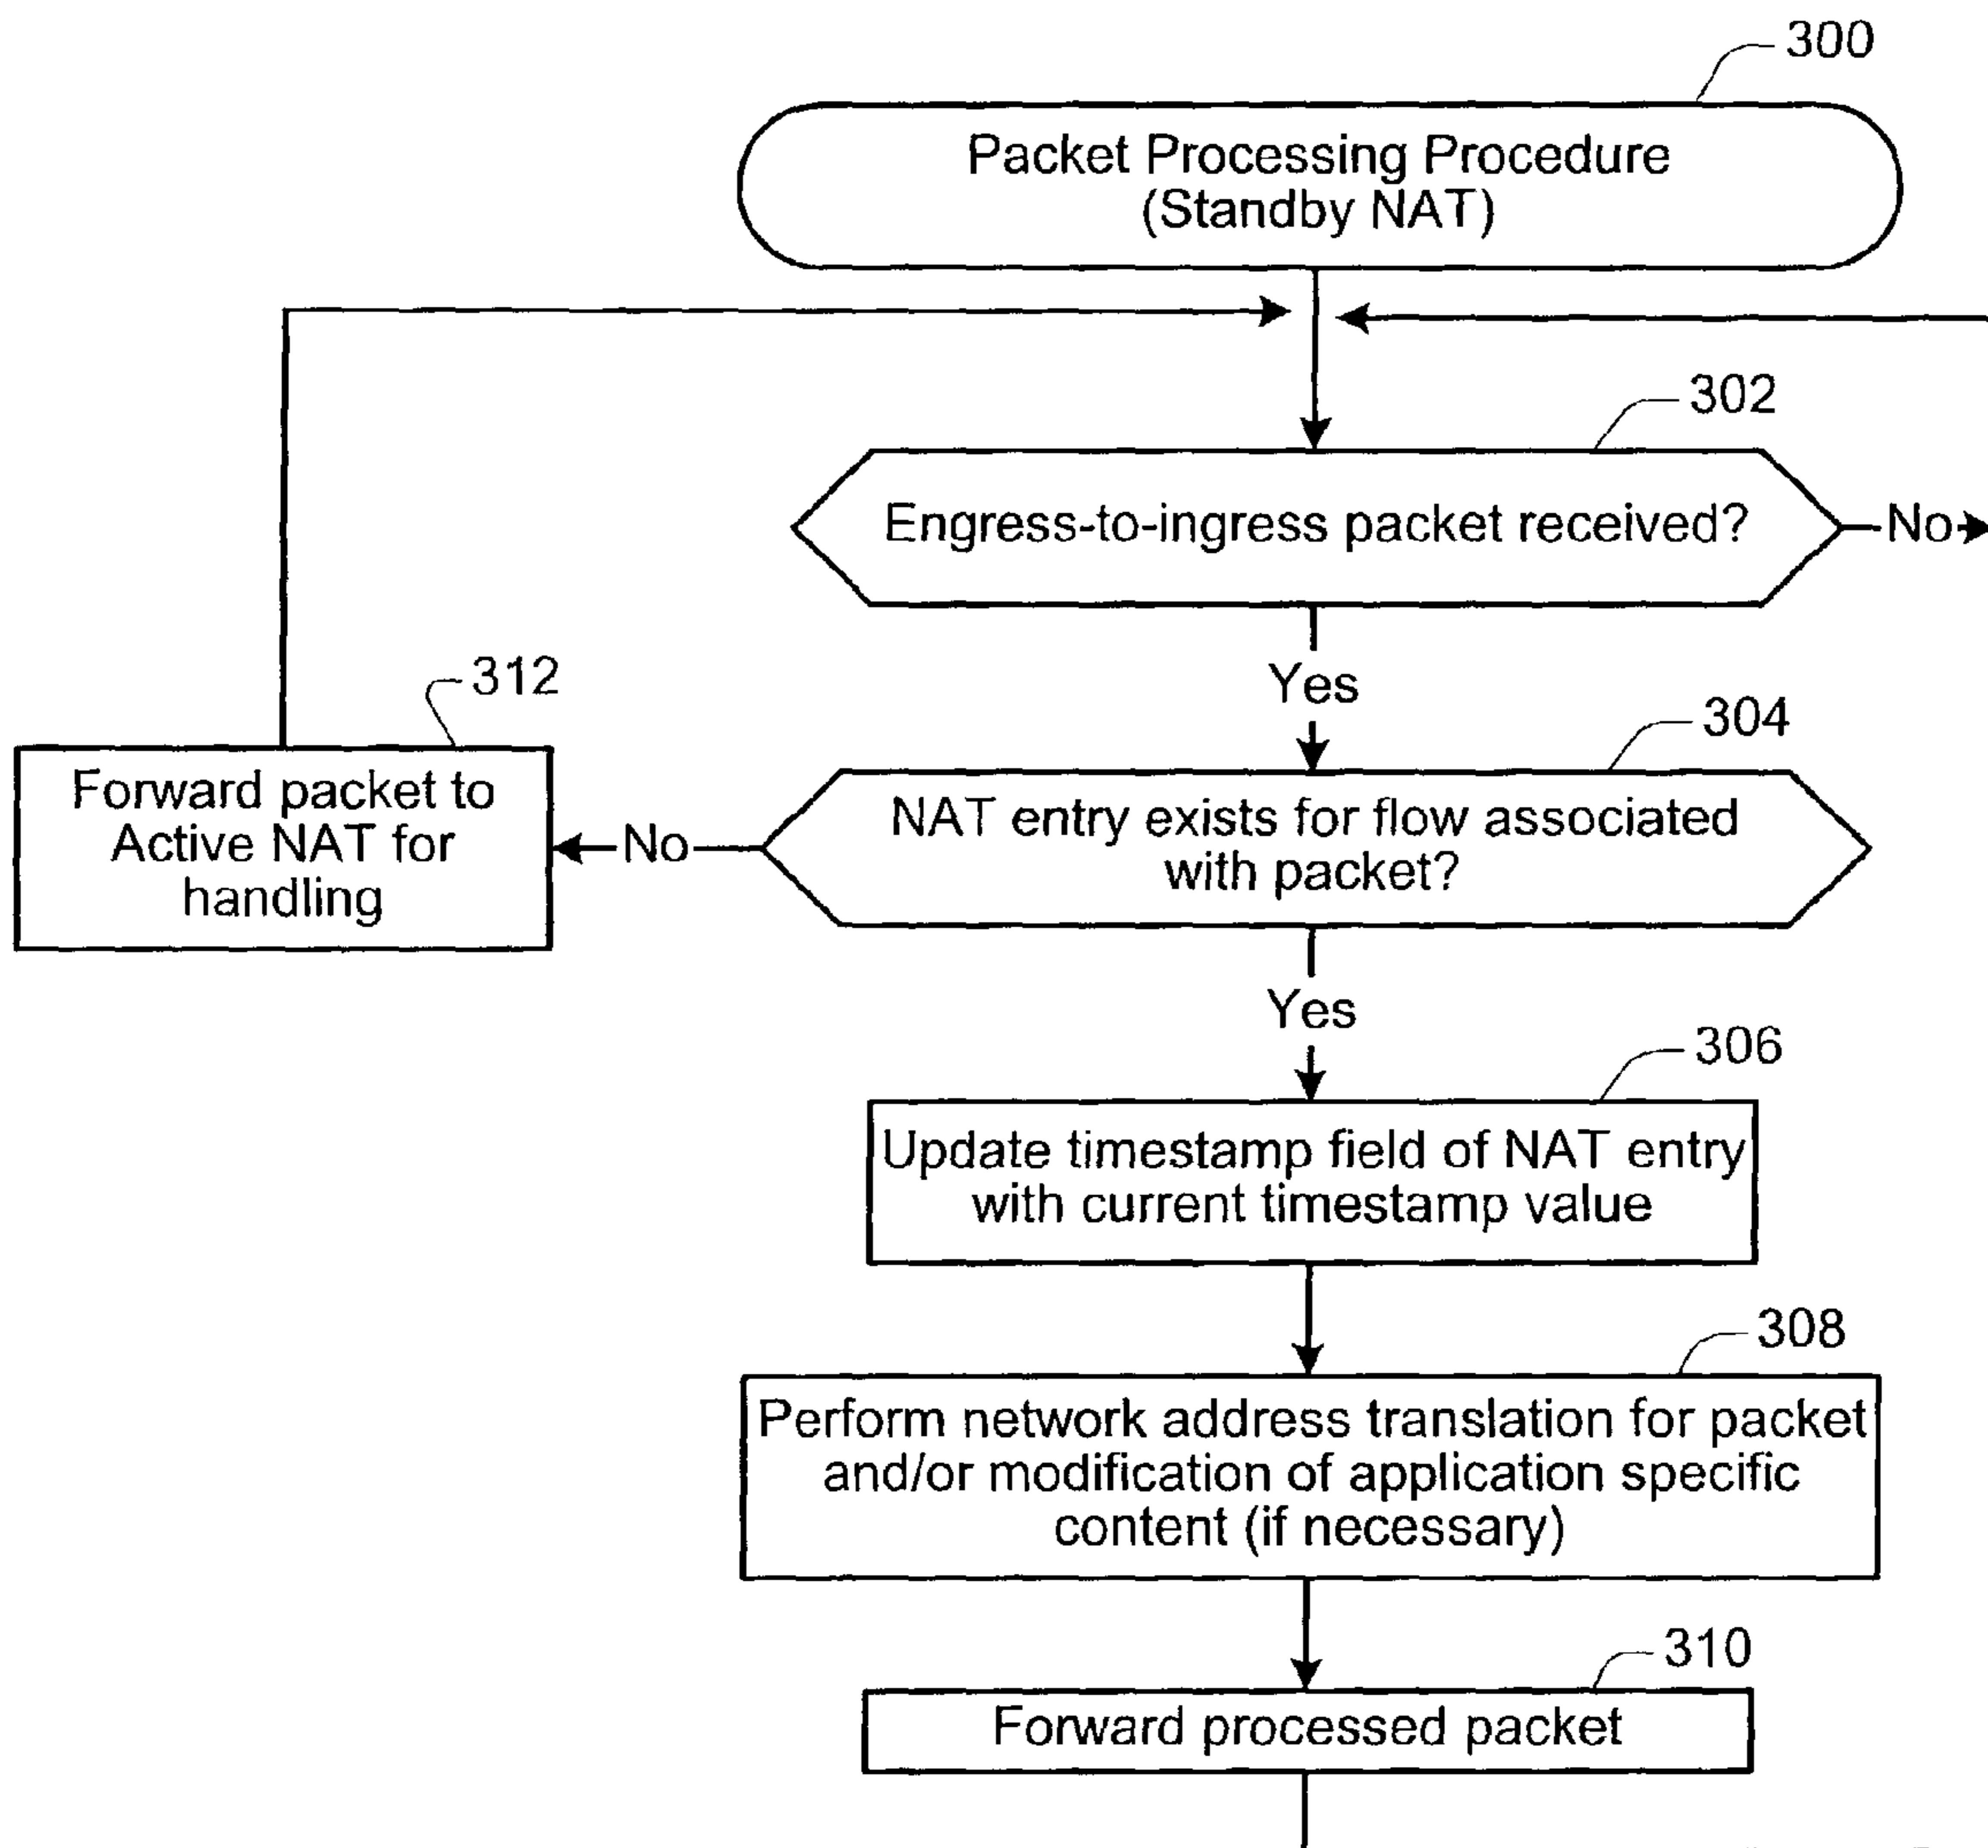 300
Packet Processing Procedure
(Standby NAT)
302
Engress-to-ingress packet received?
No
Yes
312
304
Forward packet to
Active NAT for
handling
No
NAT entry exists for flow associated
with packet?
Yes
306
Update timestamp field of NAT entry
with current timestamp value
308
Perform network address translation for packet
and/or modification of application specific
content (if necessary)
310
Forward processed packet